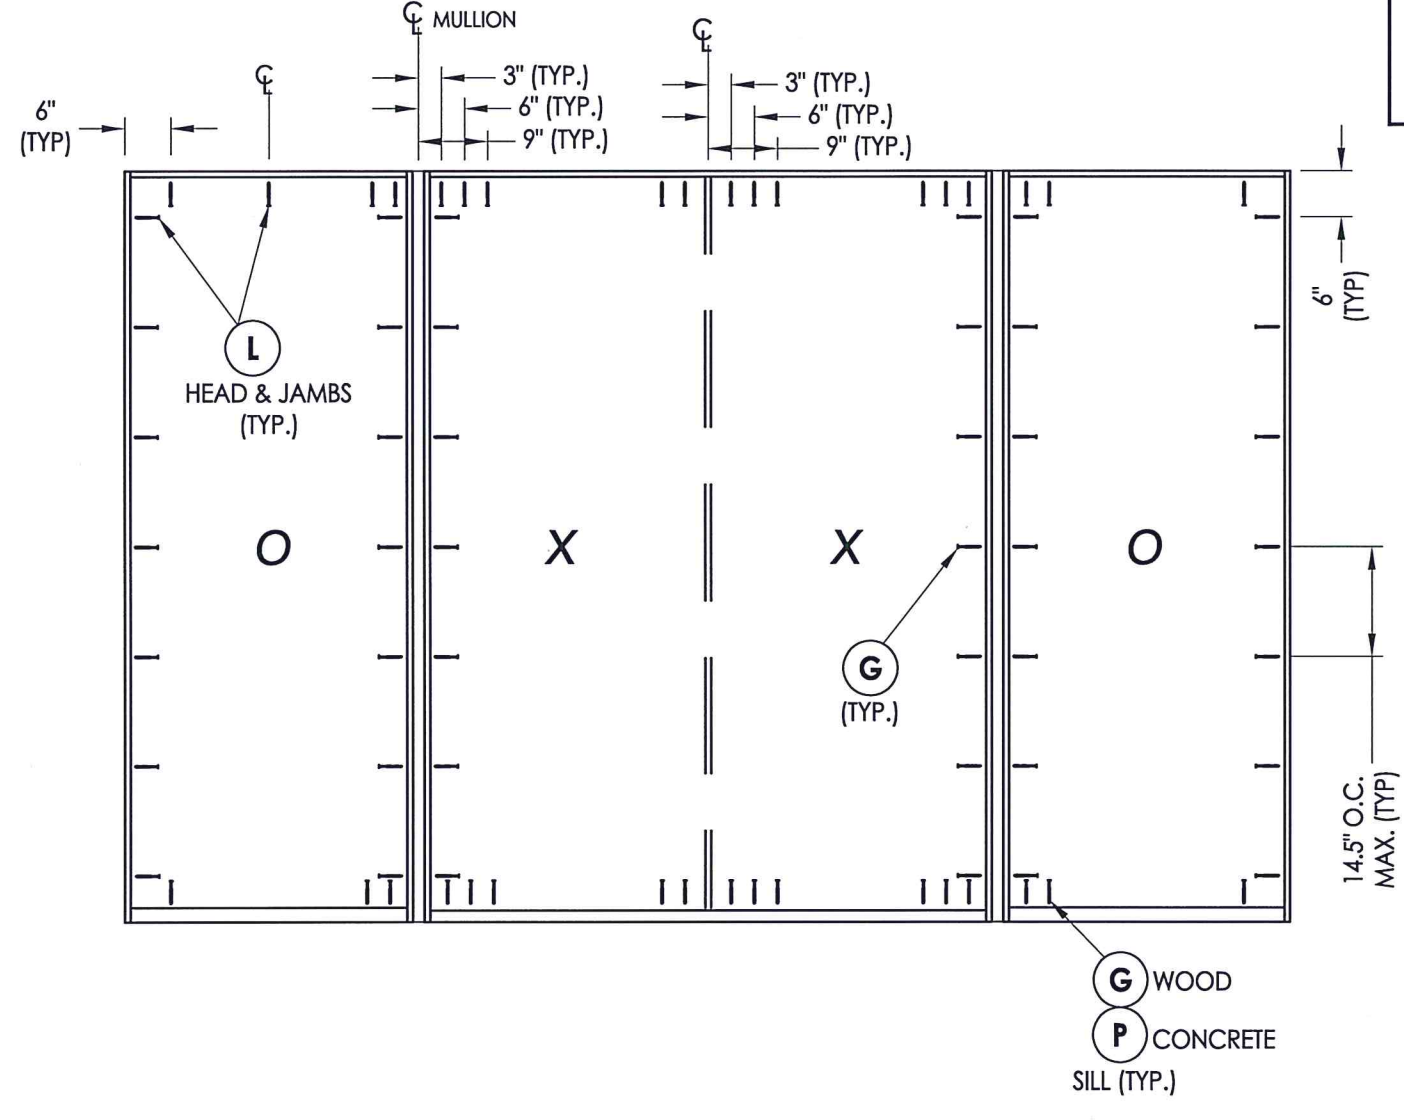 ℄ MULLION
℄
℄
3" (TYP.)
6" (TYP.)
9" (TYP.)
3" (TYP.)
6" (TYP.)
9" (TYP.)
6"
(TYP)
6"
(TYP)
L
HEAD & JAMBS
(TYP.)
O
X
X
O
G
(TYP.)
14.5" O.C.
MAX. (TYP)
G WOOD
P CONCRETE
SILL (TYP.)